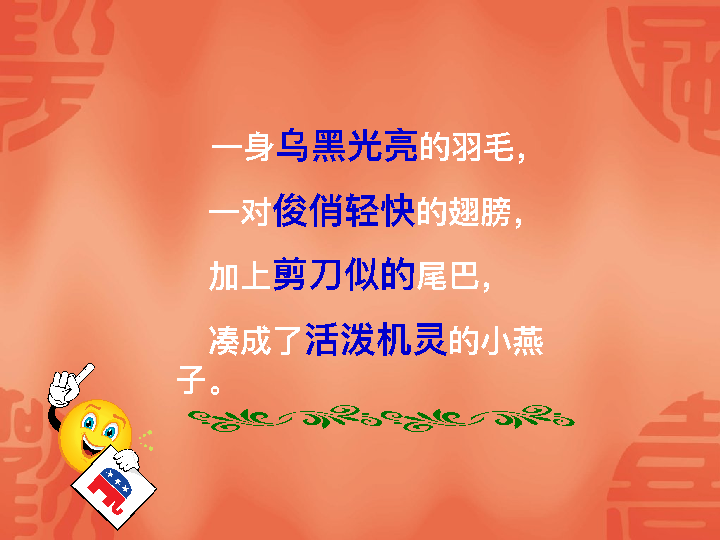 一身乌黑光亮的羽毛，
一对俊俏轻快的翅膀，
加上剪刀似的尾巴，
凑成了活泼机灵的小燕
子。